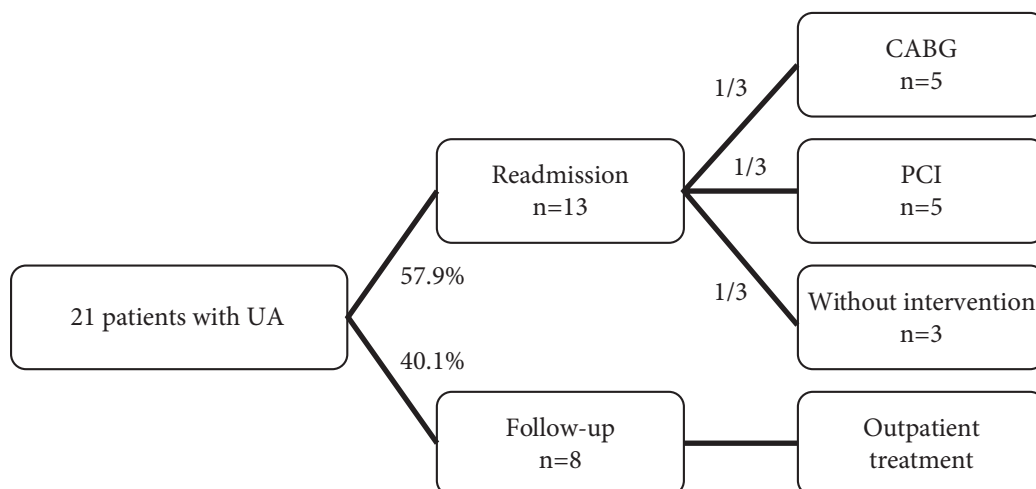 21 patients with UA
57.9%
40.1%
Readmission
n=13
Follow-up
n=8
1/3
1/3
1/3
CABG
n=5
PCI
n=5
Without intervention
n=3
Outpatient
treatment